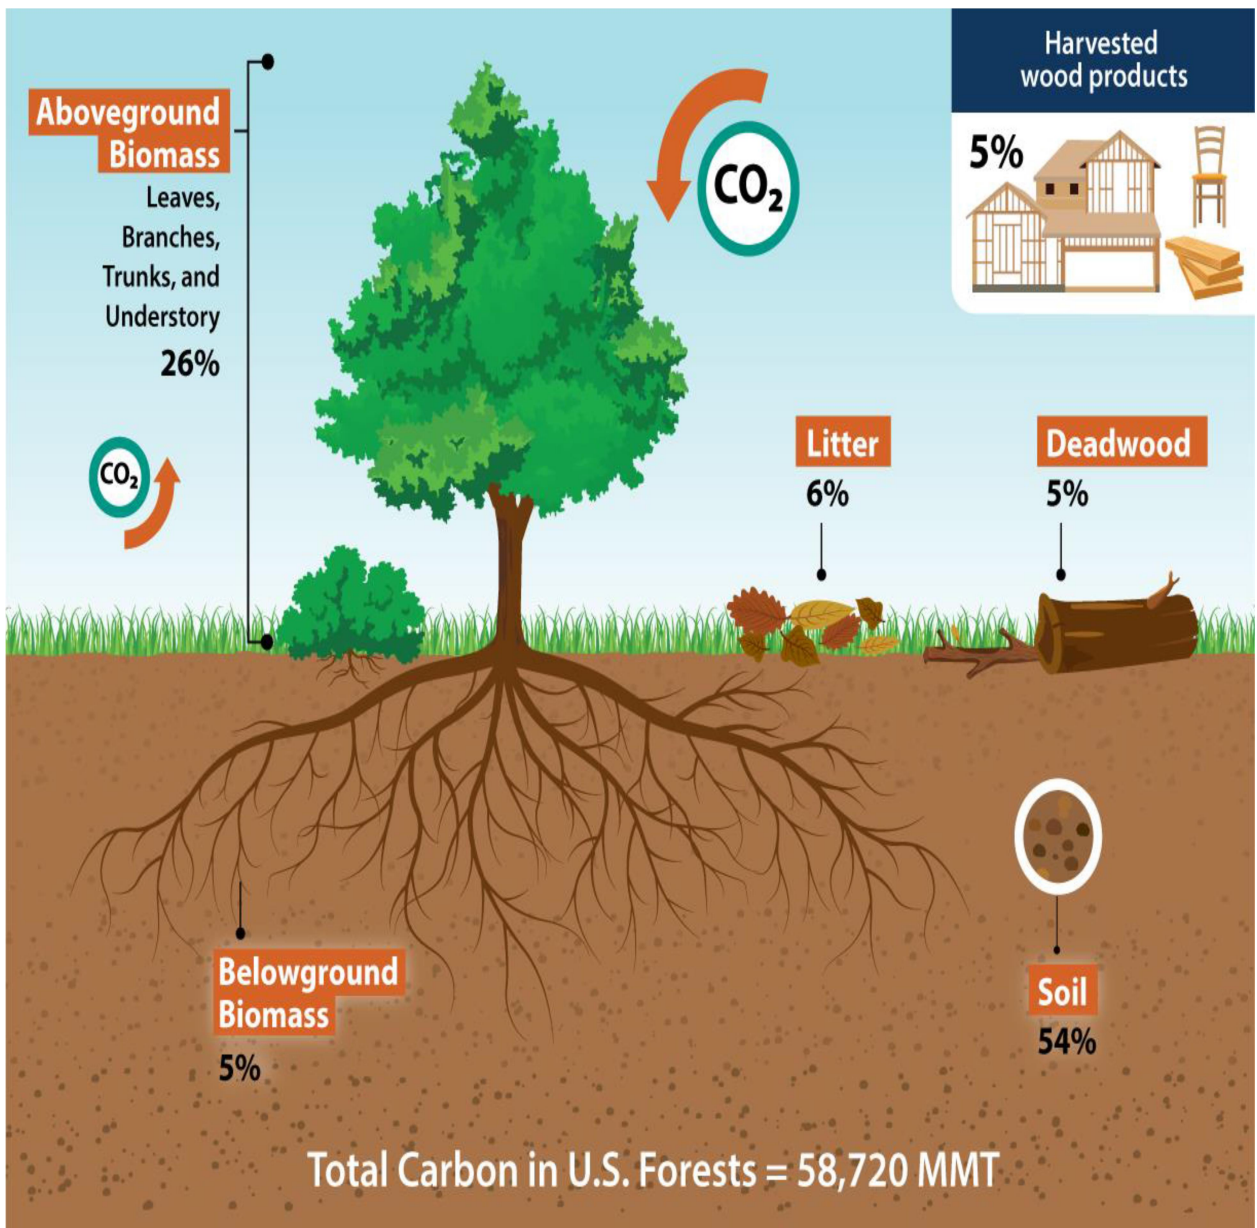 Harvested
wood products
5%
Aboveground
Biomass
Leaves,
Branches,
Trunks, and
Understory
26%
CO₂
CO₂
Litter
6%
Deadwood
5%
Belowground
Biomass
5%
Soil
54%
Total Carbon in U.S. Forests = 58,720 MMT